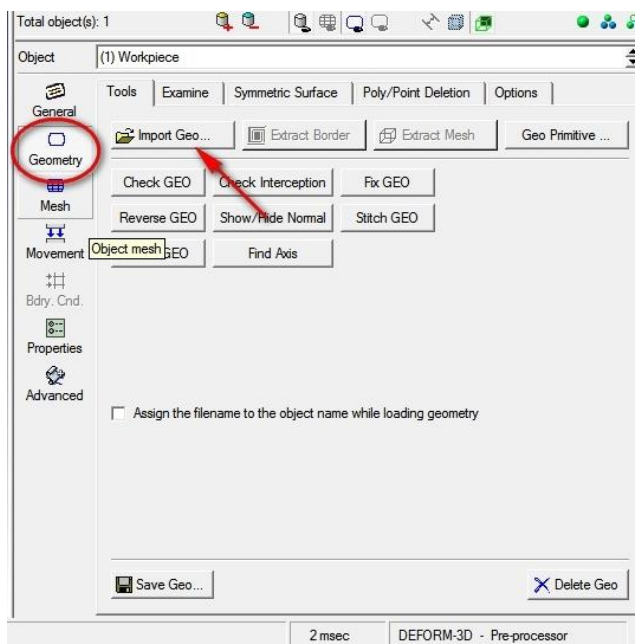 Total object(s): 1
Object (1) Workpiece
General
Geometry
Mesh
Movement
Bdry. Cnd.
Properties
Advanced
Tools Examine Symmetric Surface Poly/Point Deletion Options
Import Geo... Extract Border Extract Mesh Geo Primitive ...
Check GEO Check Interception Fix GEO
Reverse GEO Show/Hide Normal Stitch GEO
Object mesh GEO Find Axis
Assign the filename to the object name while loading geometry
Save Geo... Delete Geo
2 msec DEFORM-3D - Pre-processor